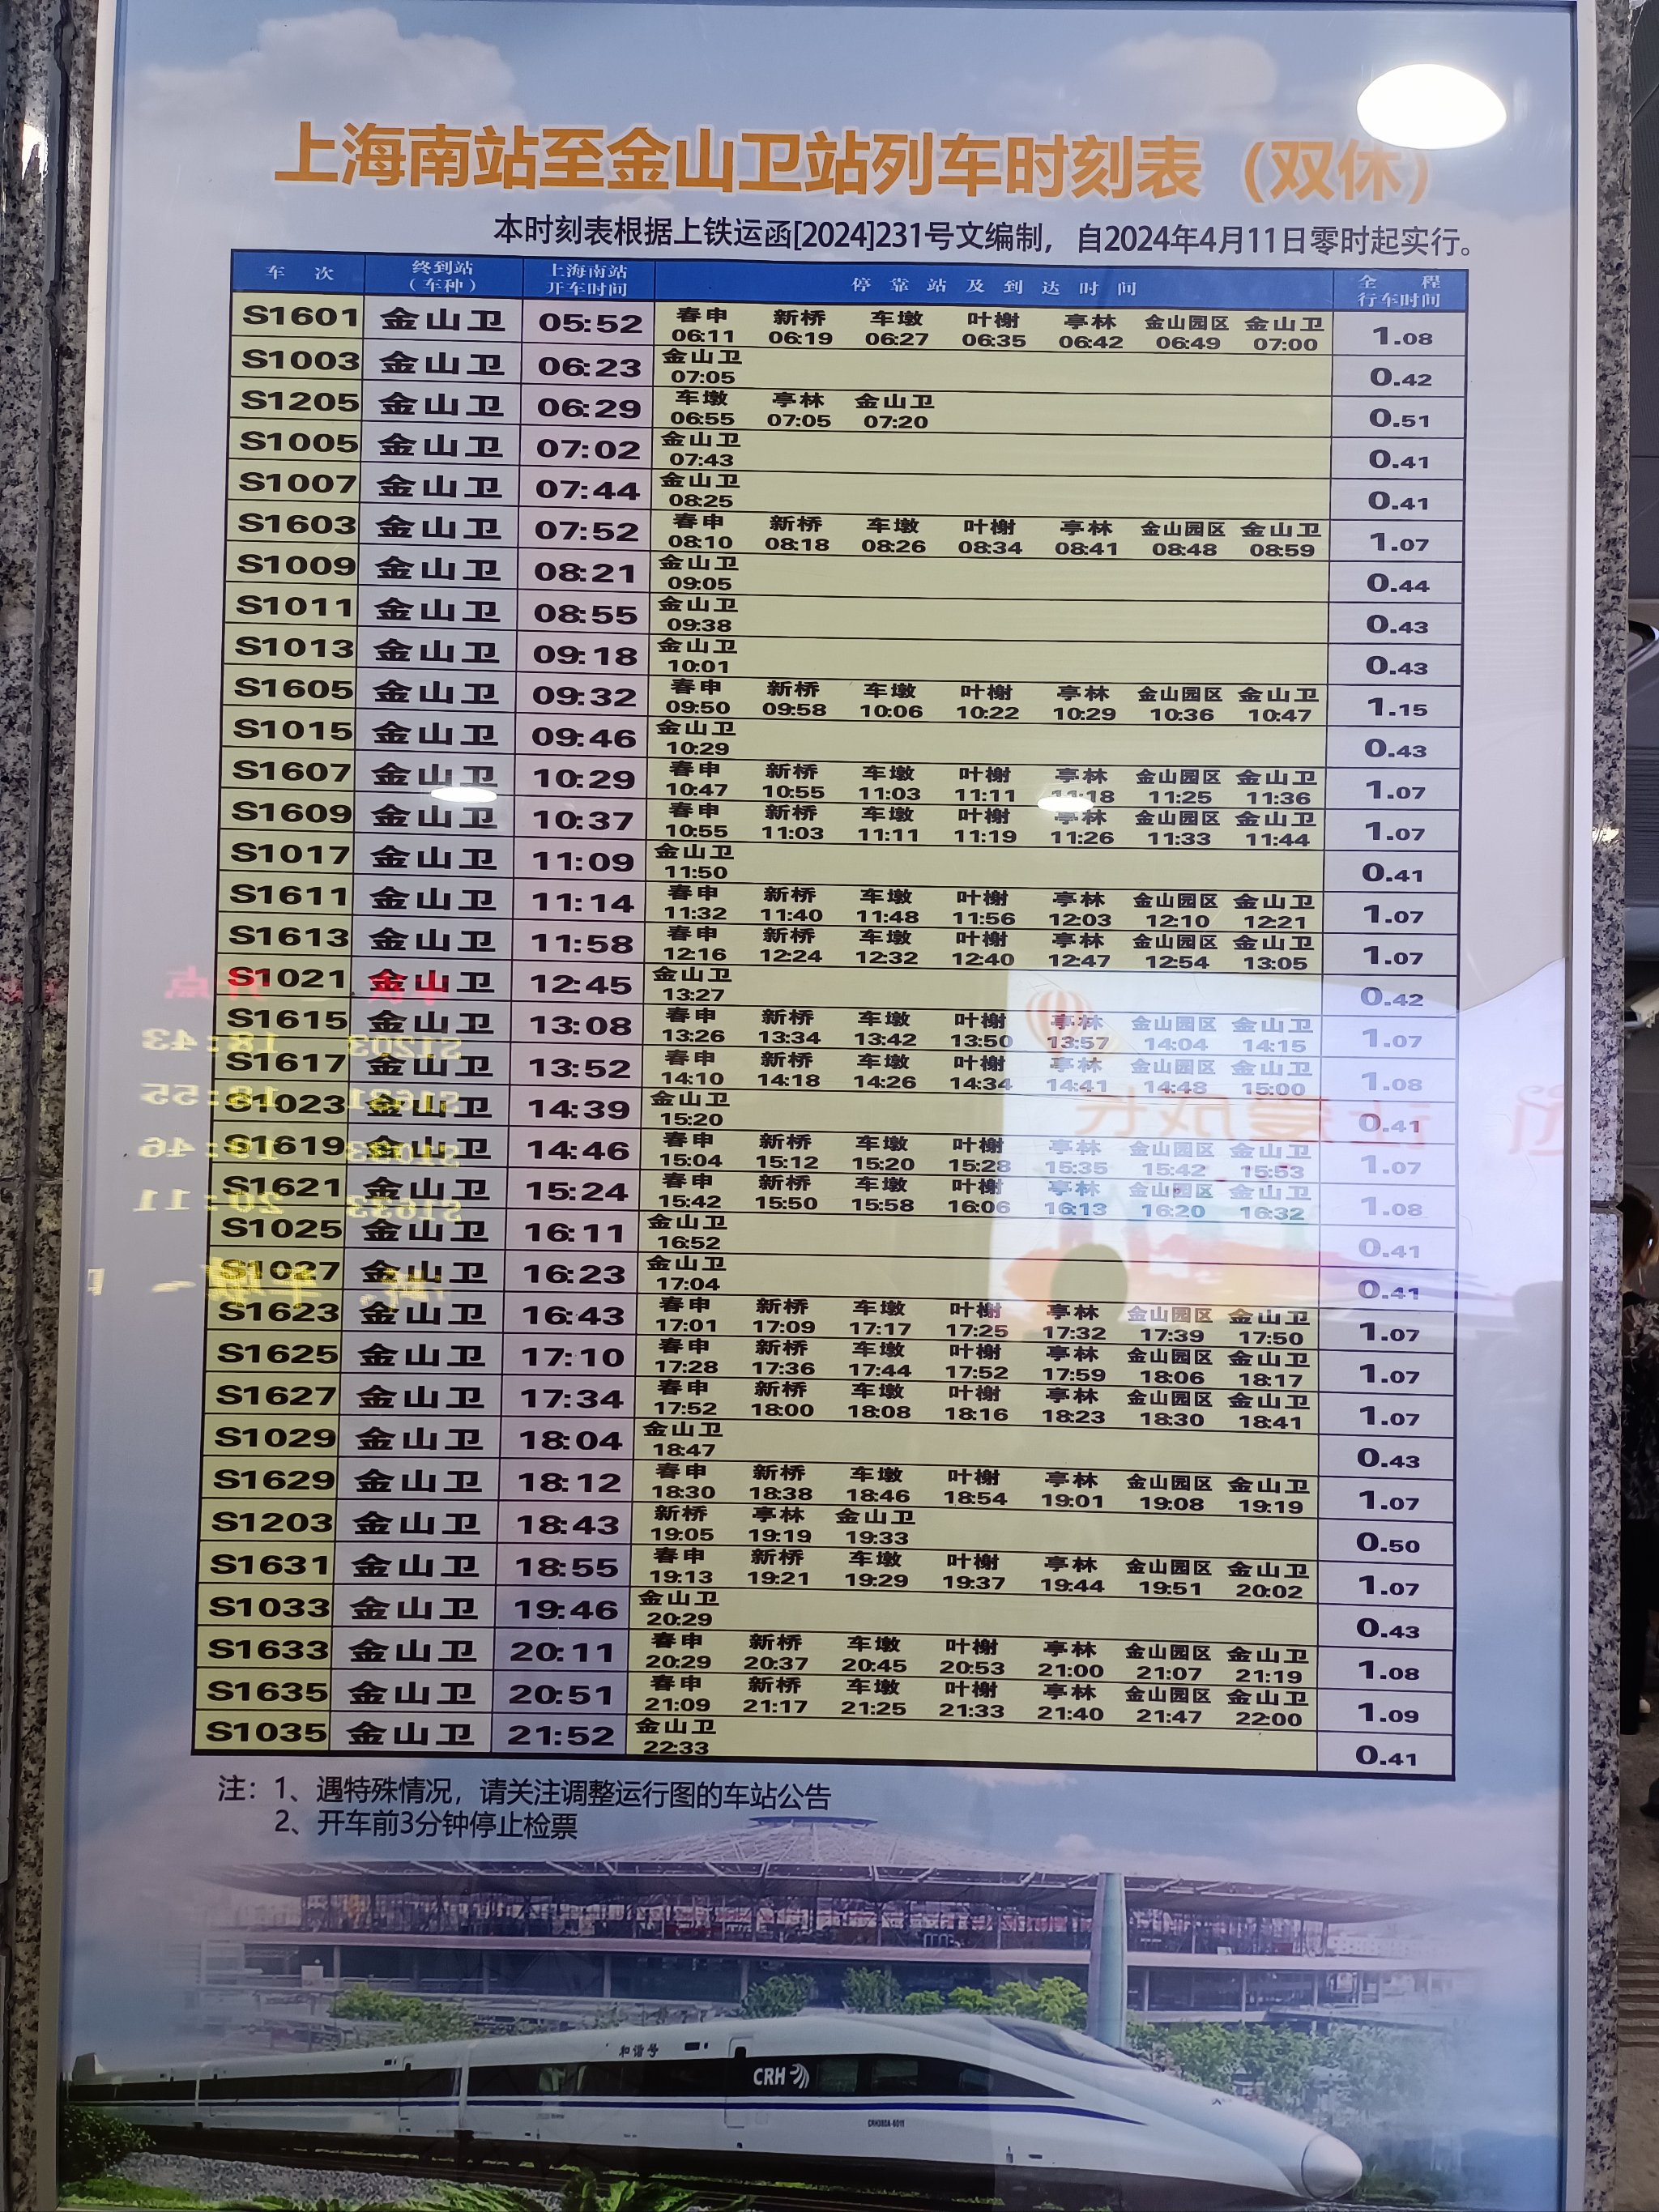 上海南站至金山卫站列车时刻表（双休）
本时刻表根据上铁运函[2024]231号文编制，自2024年4月11日零时起实行。
车次 终到站（车种） 上海南站开车时间 停靠站及到达时间 全程行车时间
S1601 金山卫 05:52 春申 06:11 新桥 06:19 车墩 06:27 叶榭 06:35 亭林 06:42 金山园区 06:49 金山卫 07:00 1.08
S1003 金山卫 06:23 金山卫 07:05 0.42
S1205 金山卫 06:29 车墩 06:55 亭林 07:05 金山卫 07:20 0.51
S1005 金山卫 07:02 金山卫 07:43 0.41
S1007 金山卫 07:44 金山卫 08:25 0.41
S1603 金山卫 07:52 春申 08:10 新桥 08:18 车墩 08:26 叶榭 08:34 亭林 08:41 金山园区 08:48 金山卫 08:59 1.07
S1009 金山卫 08:21 金山卫 09:05 0.44
S1011 金山卫 08:55 金山卫 09:38 0.43
S1013 金山卫 09:18 金山卫 10:01 0.43
S1605 金山卫 09:32 春申 09:50 新桥 09:58 车墩 10:06 叶榭 10:22 亭林 10:29 金山园区 10:36 金山卫 10:47 1.15
S1015 金山卫 09:46 金山卫 10:29 0.43
S1607 金山卫 10:29 春申 10:47 新桥 10:55 车墩 11:03 叶榭 11:11 亭林 11:18 金山园区 11:25 金山卫 11:36 1.07
S1609 金山卫 10:37 春申 10:55 新桥 11:03 车墩 11:11 叶榭 11:19 亭林 11:26 金山园区 11:33 金山卫 11:44 1.07
S1017 金山卫 11:09 金山卫 11:50 0.41
S1611 金山卫 11:14 春申 11:32 新桥 11:40 车墩 11:48 叶榭 11:56 亭林 12:03 金山园区 12:10 金山卫 12:21 1.07
S1613 金山卫 11:58 春申 12:16 新桥 12:24 车墩 12:32 叶榭 12:40 亭林 12:47 金山园区 12:54 金山卫 13:05 1.07
S1021 金山卫 12:45 金山卫 13:27 0.42
S1615 金山卫 13:08 春申 13:26 新桥 13:34 车墩 13:42 叶榭 13:50 亭林 13:57 金山园区 14:04 金山卫 14:15 1.07
S1617 金山卫 13:52 春申 14:10 新桥 14:18 车墩 14:26 叶榭 14:34 亭林 14:41 金山园区 14:48 金山卫 15:00 1.08
S1023 金山卫 14:39 金山卫 15:20 0.41
S1619 金山卫 14:46 春申 15:04 新桥 15:12 车墩 15:20 叶榭 15:28 亭林 15:35 金山园区 15:42 金山卫 15:53 1.07
S1621 金山卫 15:24 春申 15:42 新桥 15:50 车墩 15:58 叶榭 16:06 亭林 16:13 金山园区 16:20 金山卫 16:32 1.08
S1025 金山卫 16:11 金山卫 16:52 0.41
S1027 金山卫 16:23 金山卫 17:04 0.41
S1623 金山卫 16:43 春申 17:01 新桥 17:09 车墩 17:17 叶榭 17:25 亭林 17:32 金山园区 17:39 金山卫 17:50 1.07
S1625 金山卫 17:10 春申 17:28 新桥 17:36 车墩 17:44 叶榭 17:52 亭林 17:59 金山园区 18:06 金山卫 18:17 1.07
S1627 金山卫 17:34 春申 17:52 新桥 18:00 车墩 18:08 叶榭 18:16 亭林 18:23 金山园区 18:30 金山卫 18:41 1.07
S1029 金山卫 18:04 金山卫 18:47 0.43
S1629 金山卫 18:12 春申 18:30 新桥 18:38 车墩 18:46 叶榭 18:54 亭林 19:01 金山园区 19:08 金山卫 19:19 1.07
S1203 金山卫 18:43 新桥 19:05 亭林 19:19 金山卫 19:33 0.50
S1631 金山卫 18:55 春申 19:13 新桥 19:21 车墩 19:29 叶榭 19:37 亭林 19:44 金山园区 19:51 金山卫 20:02 1.07
S1033 金山卫 19:46 金山卫 20:29 0.43
S1633 金山卫 20:11 春申 20:29 新桥 20:37 车墩 20:45 叶榭 20:53 亭林 21:00 金山园区 21:07 金山卫 21:19 1.08
S1635 金山卫 20:51 春申 21:09 新桥 21:17 车墩 21:25 叶榭 21:33 亭林 21:40 金山园区 21:47 金山卫 22:00 1.09
S1035 金山卫 21:52 金山卫 22:33 0.41
注：1、遇特殊情况，请关注调整运行图的车站公告
2、开车前3分钟停止检票
和谐号
CRH